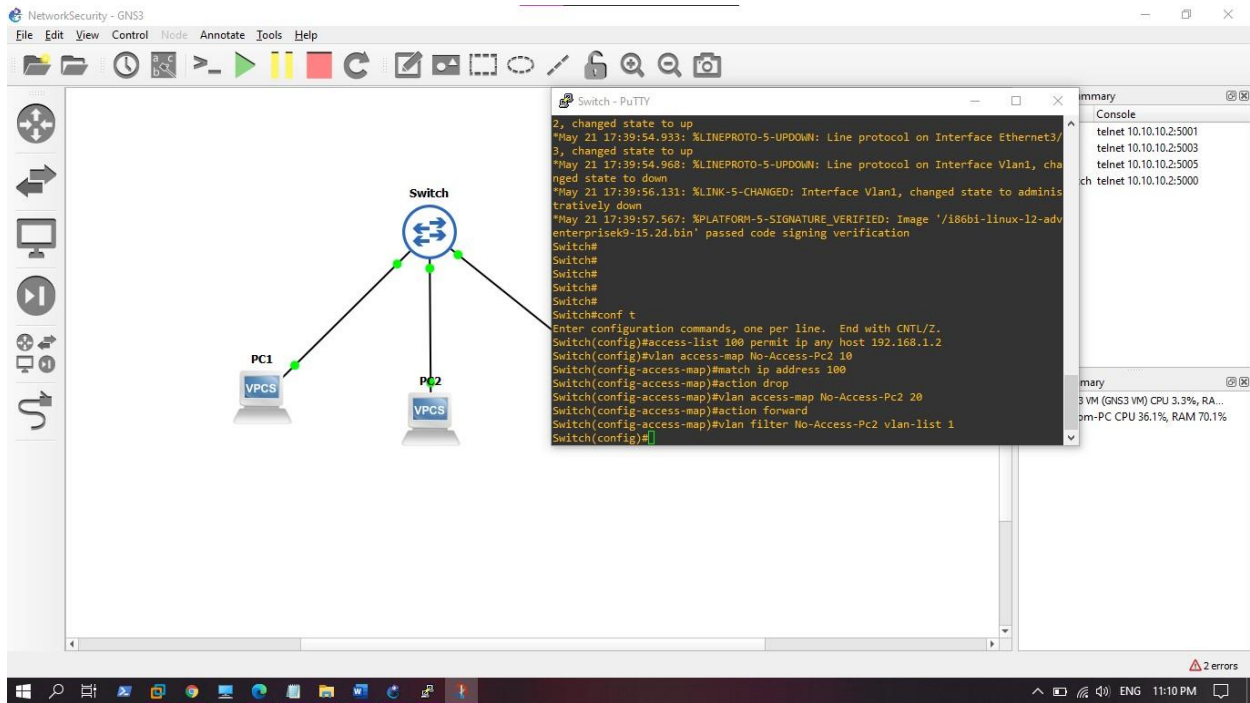 NetworkSecurity - GNS3
File Edit View Control Node Annotate Tools Help
Switch - PuTTY
2, changed state to up
*May 21 17:39:54.933: %LINEPROTO-5-UPDOWN: Line protocol on Interface Ethernet3/
3, changed state to up
*May 21 17:39:54.968: %LINEPROTO-5-UPDOWN: Line protocol on Interface Vlan1, cha
nged state to down
*May 21 17:39:56.131: %LINK-5-CHANGED: Interface Vlan1, changed state to adminis
tratively down
*May 21 17:39:57.567: %PLATFORM-5-SIGNATURE_VERIFIED: Image '/i86bi-linux-l2-adv
enterprisek9-15.2d.bin' passed code signing verification
Switch#
Switch#
Switch#
Switch#
Switch#
Switch#conf t
Enter configuration commands, one per line. End with CNTL/Z.
Switch(config)#access-list 100 permit ip any host 192.168.1.2
Switch(config)#vlan access-map No-Access-Pc2 10
Switch(config-access-map)#match ip address 100
Switch(config-access-map)#action drop
Switch(config-access-map)#vlan access-map No-Access-Pc2 20
Switch(config-access-map)#action forward
Switch(config-access-map)#vlan filter No-Access-Pc2 vlan-list 1
Switch(config)#
Switch
PC1
VPCS
PC2
VPCS
mmary
Console
telnet 10.10.10.2:5001
telnet 10.10.10.2:5003
telnet 10.10.10.2:5005
ch telnet 10.10.10.2:5000
mary
3 VM (GNS3 VM) CPU 3.3%, RA...
om-PC CPU 36.1%, RAM 70.1%
2 errors
ENG 11:10 PM